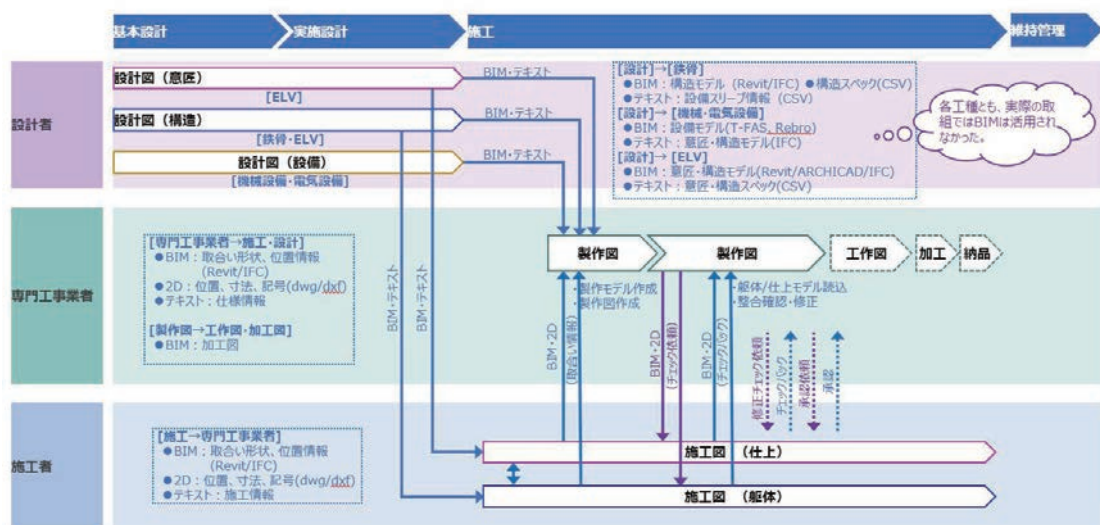 基本設計
実施設計
施工
維持管理
設計者
設計図（意匠）
[ELV]
設計図（構造）
[鉄骨・ELV]
設計図（設備）
[機械設備・電気設備]
BIM・テキスト
BIM・テキスト
BIM・テキスト
[設計]→[鉄骨]
●BIM：構造モデル（Revit/IFC）●構造スペック(CSV)
●テキスト：設備スリーブ情報（CSV）
[設計]→[機械・電気設備]
●BIM：設備モデル(T-FAS, Rebro)
●テキスト：意匠・構造モデル(IFC)
[設計]→[ELV]
●BIM：意匠・構造モデル(Revit/ARCHICAD/IFC)
●テキスト：意匠・構造スペック(CSV)
各工種とも、実際の取
組ではBIMは活用され
なかった。
専門工事業者
[専門工事業者→施工・設計]
●BIM：取合い形状、位置情報
(Revit/IFC)
●2D：位置、寸法、記号(dwg/dxf)
●テキスト：仕様情報
[製作図→工作図・加工図]
●BIM：加工図
BIM・テキスト
BIM・テキスト
製作図
製作図
工作図
加工
納品
・製作モデル作成
・製作図作成
・躯体/仕上モデル読込
・整合確認・修正
BIM・2D
(取合い情報)
BIM・2D
(チェック依頼)
BIM・2D
(チェックバック)
修正チェック依頼
チェックバック
承認依頼
承認
施工者
[施工→専門工事業者]
●BIM：取合い形状、位置情報
(Revit/IFC)
●2D：位置、寸法、記号(dwg/dxf)
●テキスト：施工情報
施工図 （仕上）
施工図 （躯体）